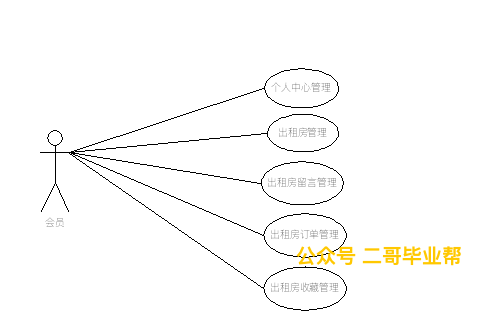 个人中心管理
出租房管理
出租房留言管理
会员
出租房订单管理
公众号 二哥毕业帮
出租房收藏管理